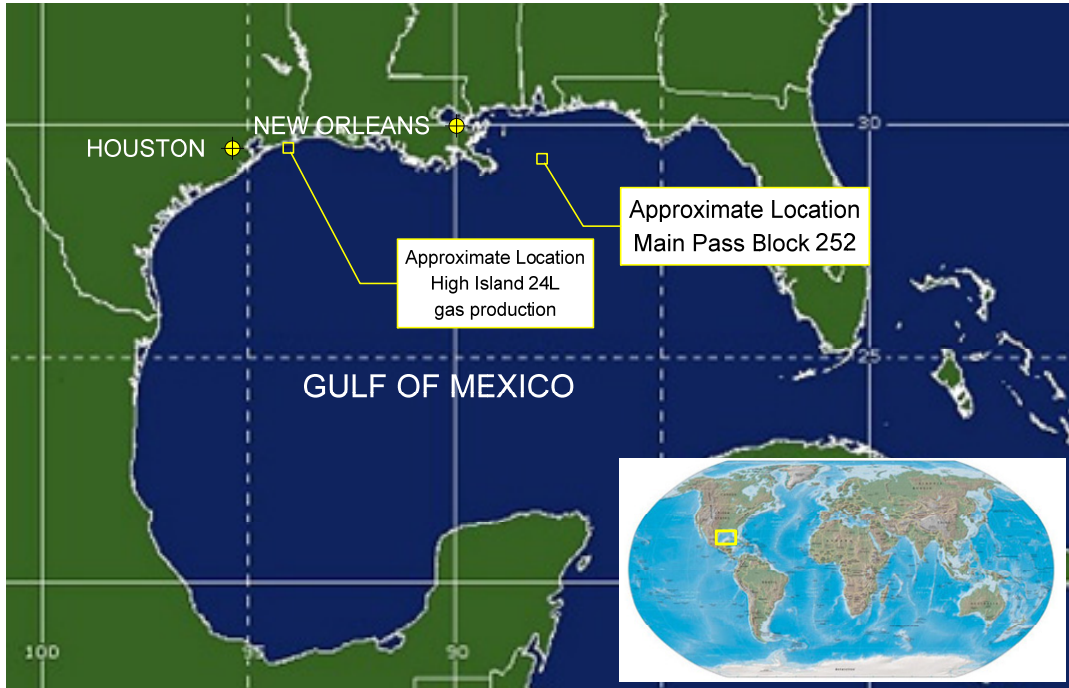 30
NEW ORLEANS
HOUSTON
Approximate Location
Main Pass Block 252
Approximate Location
High Island 24L
gas production
25
GULF OF MEXICO
100
95
90